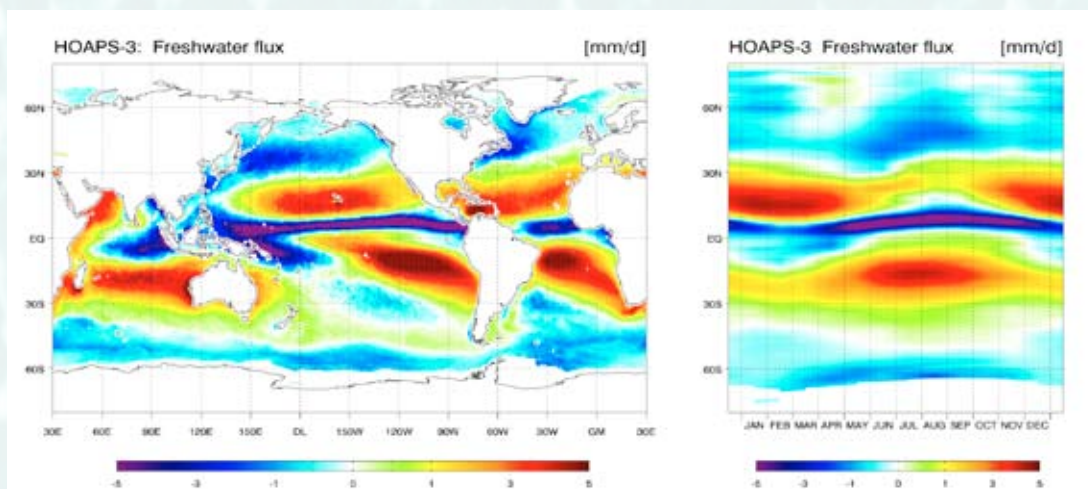 HOAPS-3: Freshwater flux [mm/d]
60N
30N
EQ
30S
60S
30E 60E 90E 120E 150E DL 150W 120W 90W 60W 30W GM 30E
-5 -3 -1 0 1 3 5
HOAPS-3 Freshwater flux [mm/d]
60N
30N
EQ
30S
60S
JAN FEB MAR APR MAY JUN JUL AUG SEP OCT NOV DEC
-5 -3 -1 0 1 3 5